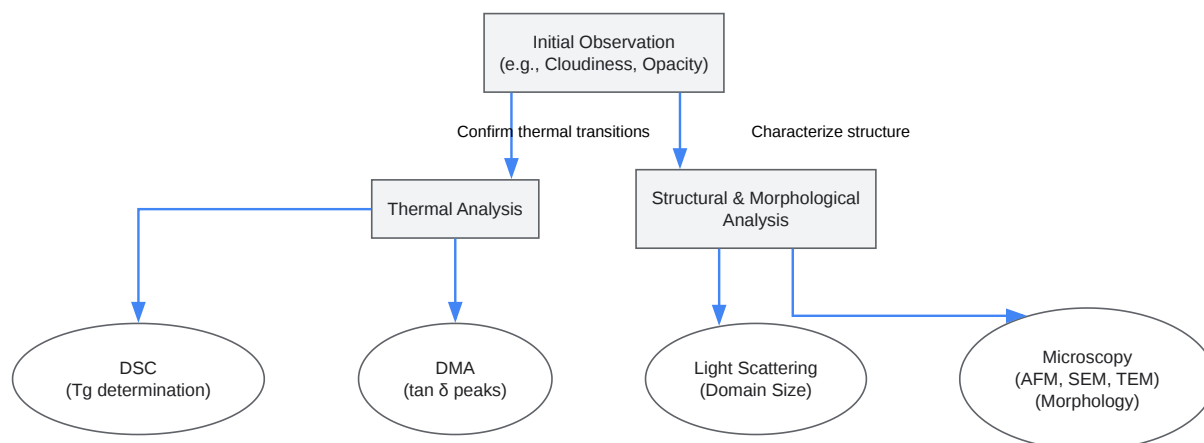 Initial Observation
(e.g., Cloudiness, Opacity)
Confirm thermal transitions
Characterize structure
Thermal Analysis
Structural & Morphological
Analysis
DSC
(Tg determination)
DMA
(tan δ peaks)
Light Scattering
(Domain Size)
Microscopy
(AFM, SEM, TEM)
(Morphology)